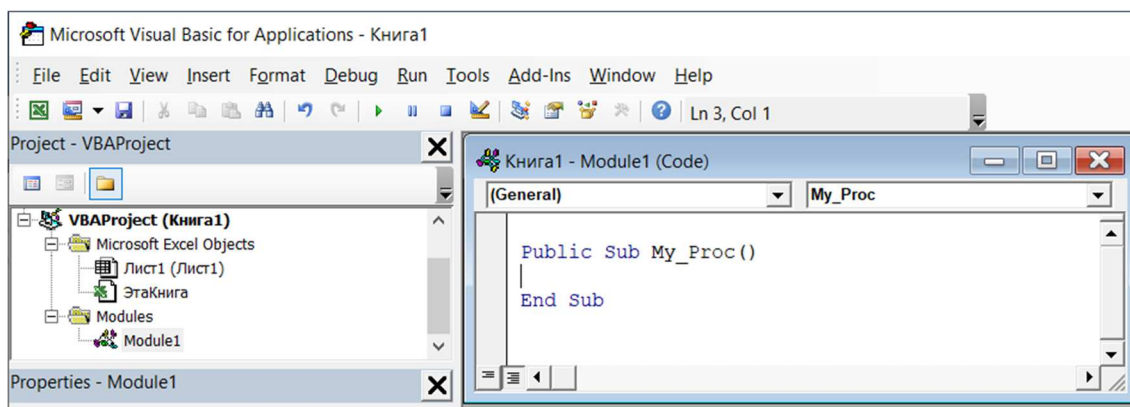 Microsoft Visual Basic for Applications - Книга1
File Edit View Insert Format Debug Run Tools Add-Ins Window Help
Ln 3, Col 1
Project - VBAProject
VBAProject (Книга1)
Microsoft Excel Objects
Лист1 (Лист1)
ЭтаКнига
Modules
Module1
Properties - Module1
Книга1 - Module1 (Code)
(General) My_Proc
Public Sub My_Proc()
End Sub